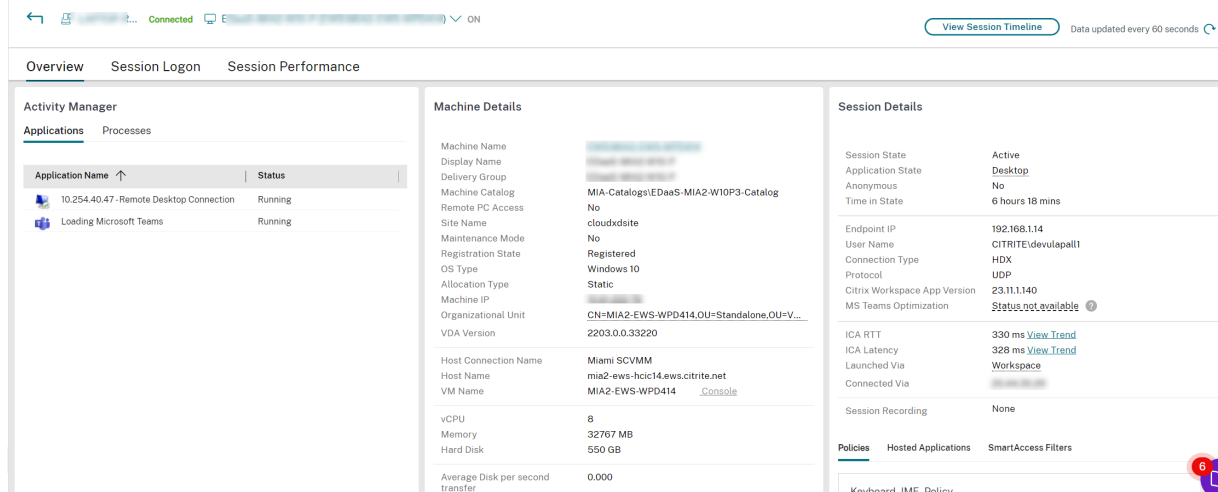 Connected ON
View Session Timeline
Data updated every 60 seconds
Overview Session Logon Session Performance
Activity Manager
Applications Processes
Application Name Status
10.254.40.47 - Remote Desktop Connection Running
Loading Microsoft Teams Running
Machine Details
Machine Name
Display Name
Delivery Group
Machine Catalog MIA-Catalogs\EDaaS-MIA2-W10P3-Catalog
Remote PC Access No
Site Name cloudxdsite
Maintenance Mode No
Registration State Registered
OS Type Windows 10
Allocation Type Static
Machine IP
Organizational Unit CN=MIA2-EWS-WPD414,OU=Standalone,OU=V...
VDA Version 2203.0.0.33220
Host Connection Name Miami SCVMM
Host Name mia2-ews-hcic14.ews.citrite.net
VM Name MIA2-EWS-WPD414 Console
vCPU 8
Memory 32767 MB
Hard Disk 550 GB
Average Disk per second 0.000
transfer
Session Details
Session State Active
Application State Desktop
Anonymous No
Time in State 6 hours 18 mins
Endpoint IP 192.168.1.14
User Name CITRITE\devulapall1
Connection Type HDX
Protocol UDP
Citrix Workspace App Version 23.11.1.140
MS Teams Optimization Status not available ?
ICA RTT 330 ms View Trend
ICA Latency 328 ms View Trend
Launched Via Workspace
Connected Via
Session Recording None
Policies Hosted Applications SmartAccess Filters
6
Keyboard IME Policy